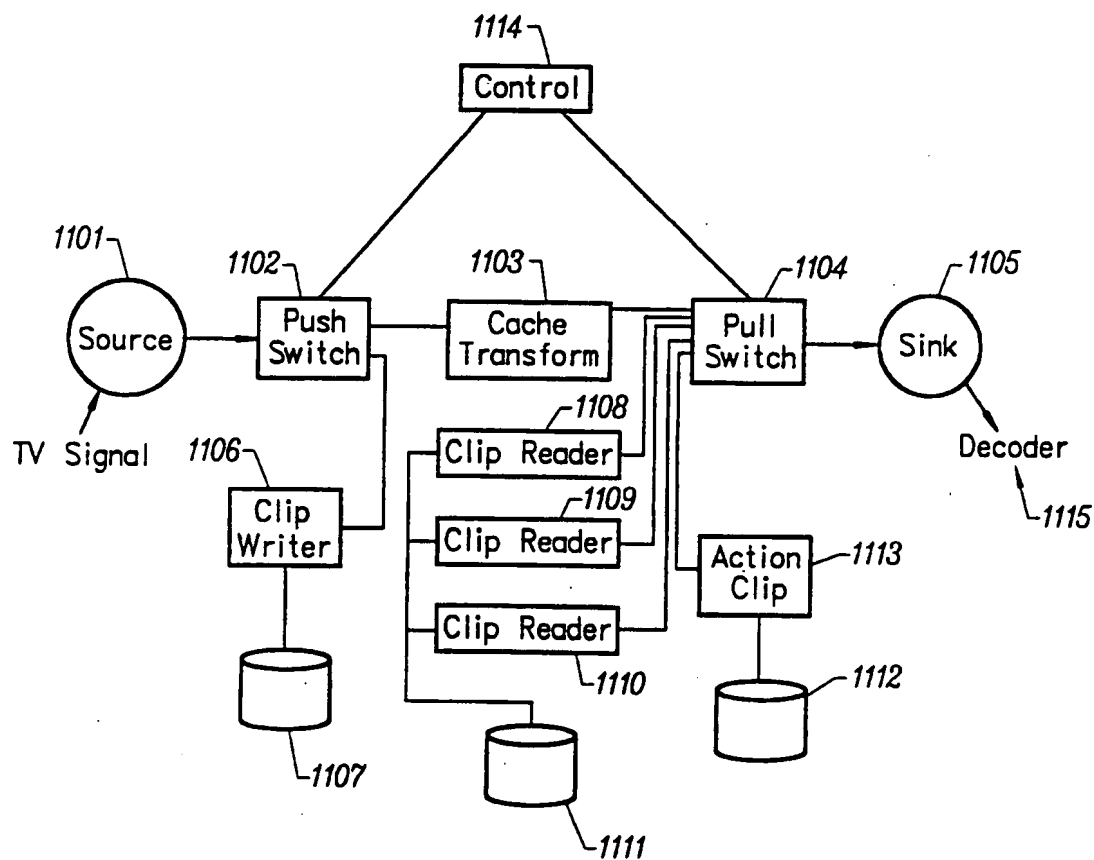 1114
Control
1101
1102
1103
1104
1105
Source
Push
Switch
Cache
Transform
Pull
Switch
Sink
TV Signal
1106
Clip
Writer
1108
Clip Reader
1109
Clip Reader
Clip Reader
1110
Decoder
1115
Action
Clip
1113
1112
1107
1111